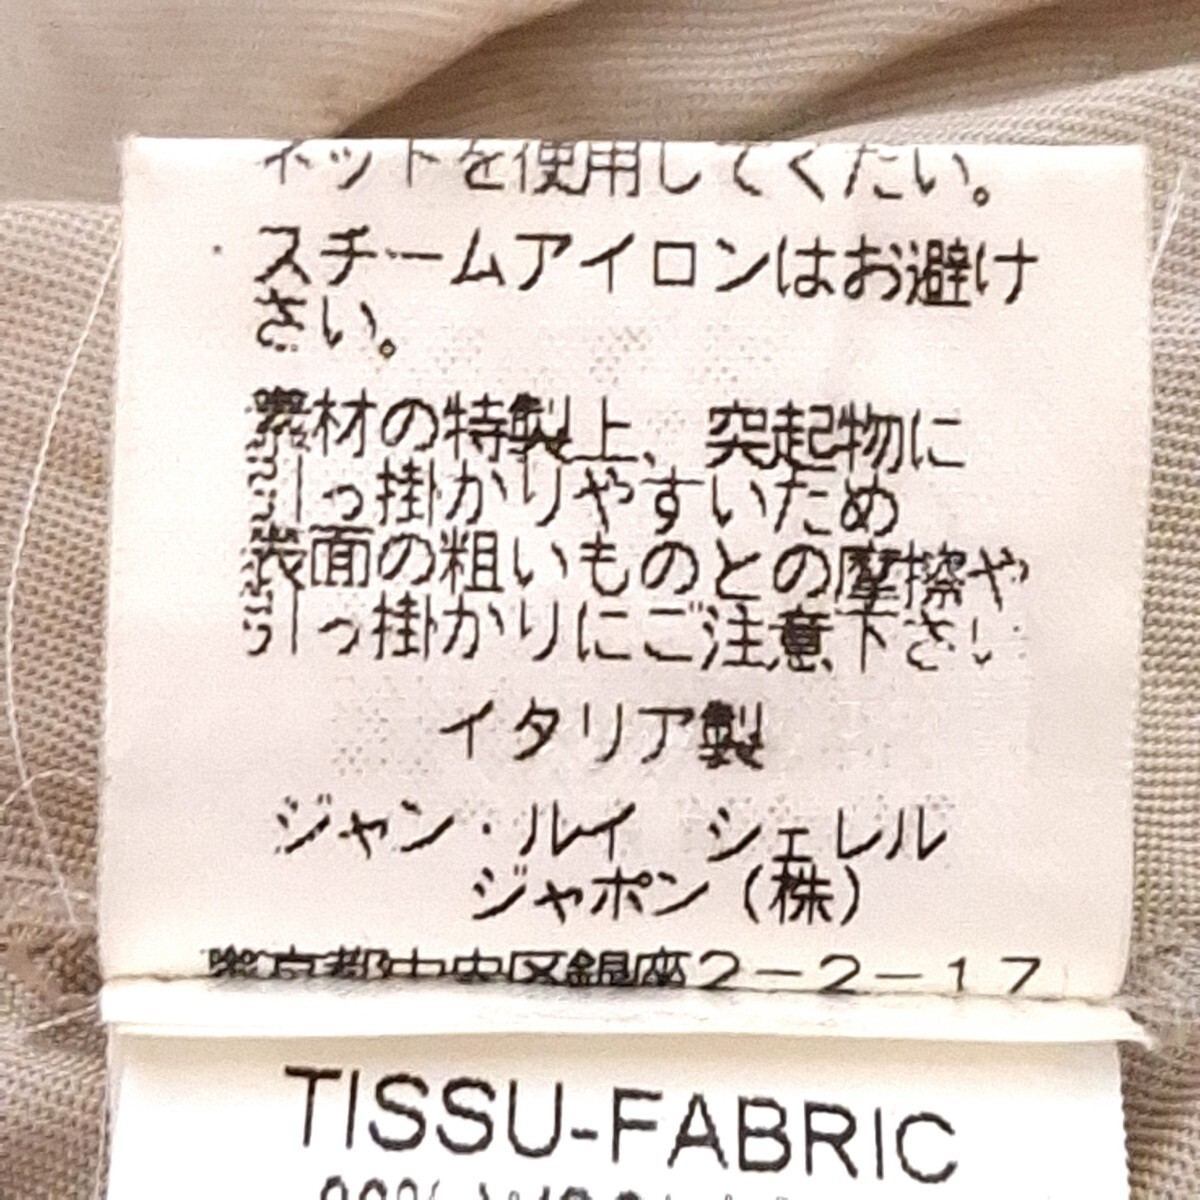 ネットを使用してください。
・スチームアイロンはお避け
さい。
素材の特製上、突起物に
引っ掛かりやすいため
表面の粗いものとの摩擦や
引っ掛かりにご注意下さい
イタリア製
ジャン・ルイ シェレル
ジャポン（株）
東京都中央区銀座2-2-17
TISSU-FABRIC